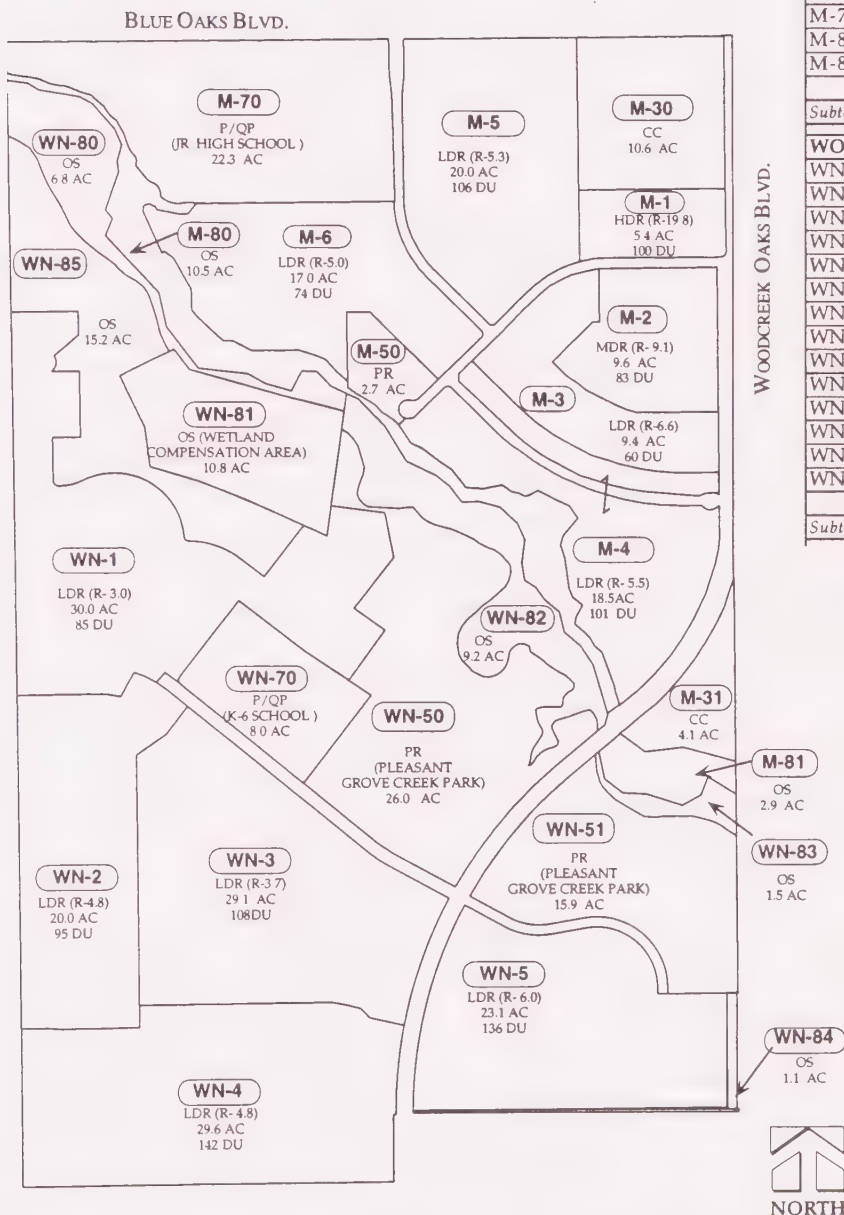 BLUE OAKS BLVD.
M-70
P/QP
(JR HIGH SCHOOL )
22.3 AC
WN-80
OS
6 8 AC
M-5
LDR (R-5.3)
20.0 AC
106 DU
M-30
CC
10.6 AC
M-1
HDR (R-19 8)
5 4 AC
100 DU
WOODCREEK OAKS BLVD.
M-80
OS
10.5 AC
M-6
LDR (R-5.0)
17 0 AC
74 DU
WN-85
OS
15.2 AC
M-50
PR
2.7 AC
M-2
MDR (R- 9.1)
9.6 AC
83 DU
M-3
LDR (R-6.6)
9.4 AC
60 DU
WN-81
OS (WETLAND
COMPENSATION AREA)
10.8 AC
WN-1
LDR (R- 3.0)
30.0 AC
85 DU
M-4
LDR (R- 5.5)
18.5AC
101 DU
WN-82
OS
9.2 AC
WN-70
P/QP
(K-6 SCHOOL )
8 0 AC
WN-50
PR
(PLEASANT
GROVE CREEK PARK)
26.0 AC
M-31
CC
4.1 AC
M-81
OS
2.9 AC
WN-51
PR
(PLEASANT
GROVE CREEK PARK)
15.9 AC
WN-83
OS
1.5 AC
WN-2
LDR (R-4.8)
20.0 AC
95 DU
WN-3
LDR (R-3 7)
29 1 AC
108DU
WN-5
LDR (R- 6.0)
23.1 AC
136 DU
WN-84
OS
1.1 AC
WN-4
LDR (R- 4.8)
29.6 AC
142 DU
NORTH
M-7
M-8
M-8
Subt
WO
WN
WN
WN
WN
WN
WN
WN
WN
WN
WN
WN
WN
WN
WN
Subt